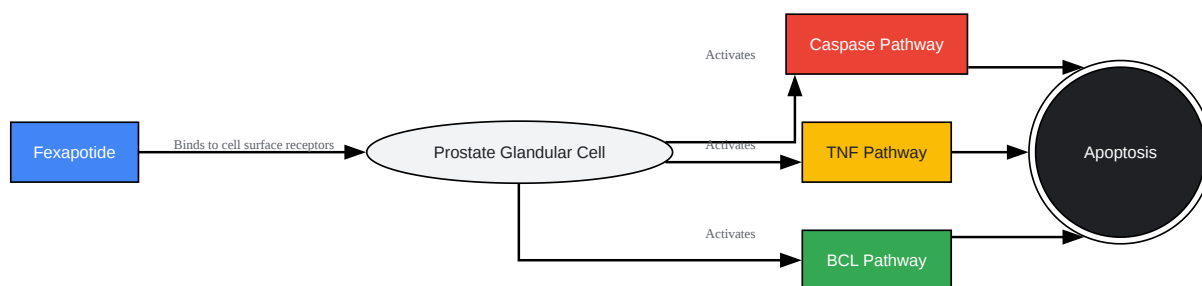 Fexapotide
Binds to cell surface receptors
Prostate Glandular Cell
Activates
Caspase Pathway
Activates
TNF Pathway
Activates
BCL Pathway
Apoptosis